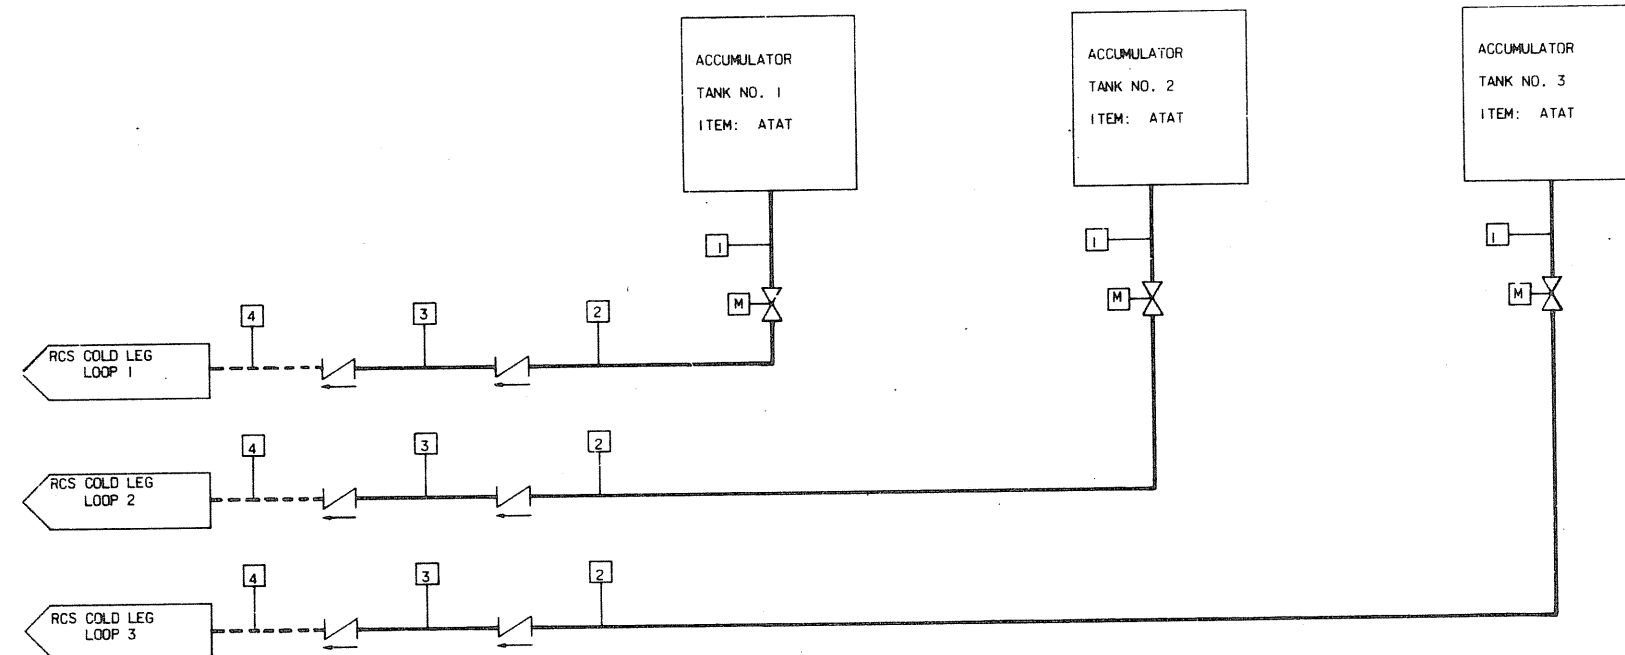 ACCUMULATOR
TANK NO. 1
ITEM: ATAT
ACCUMULATOR
TANK NO. 2
ITEM: ATAT
ACCUMULATOR
TANK NO. 3
ITEM: ATAT
1
1
1
M
M
M
4
3
2
RCS COLD LEG
LOOP 1
4
3
2
RCS COLD LEG
LOOP 2
4
3
2
RCS COLD LEG
LOOP 3